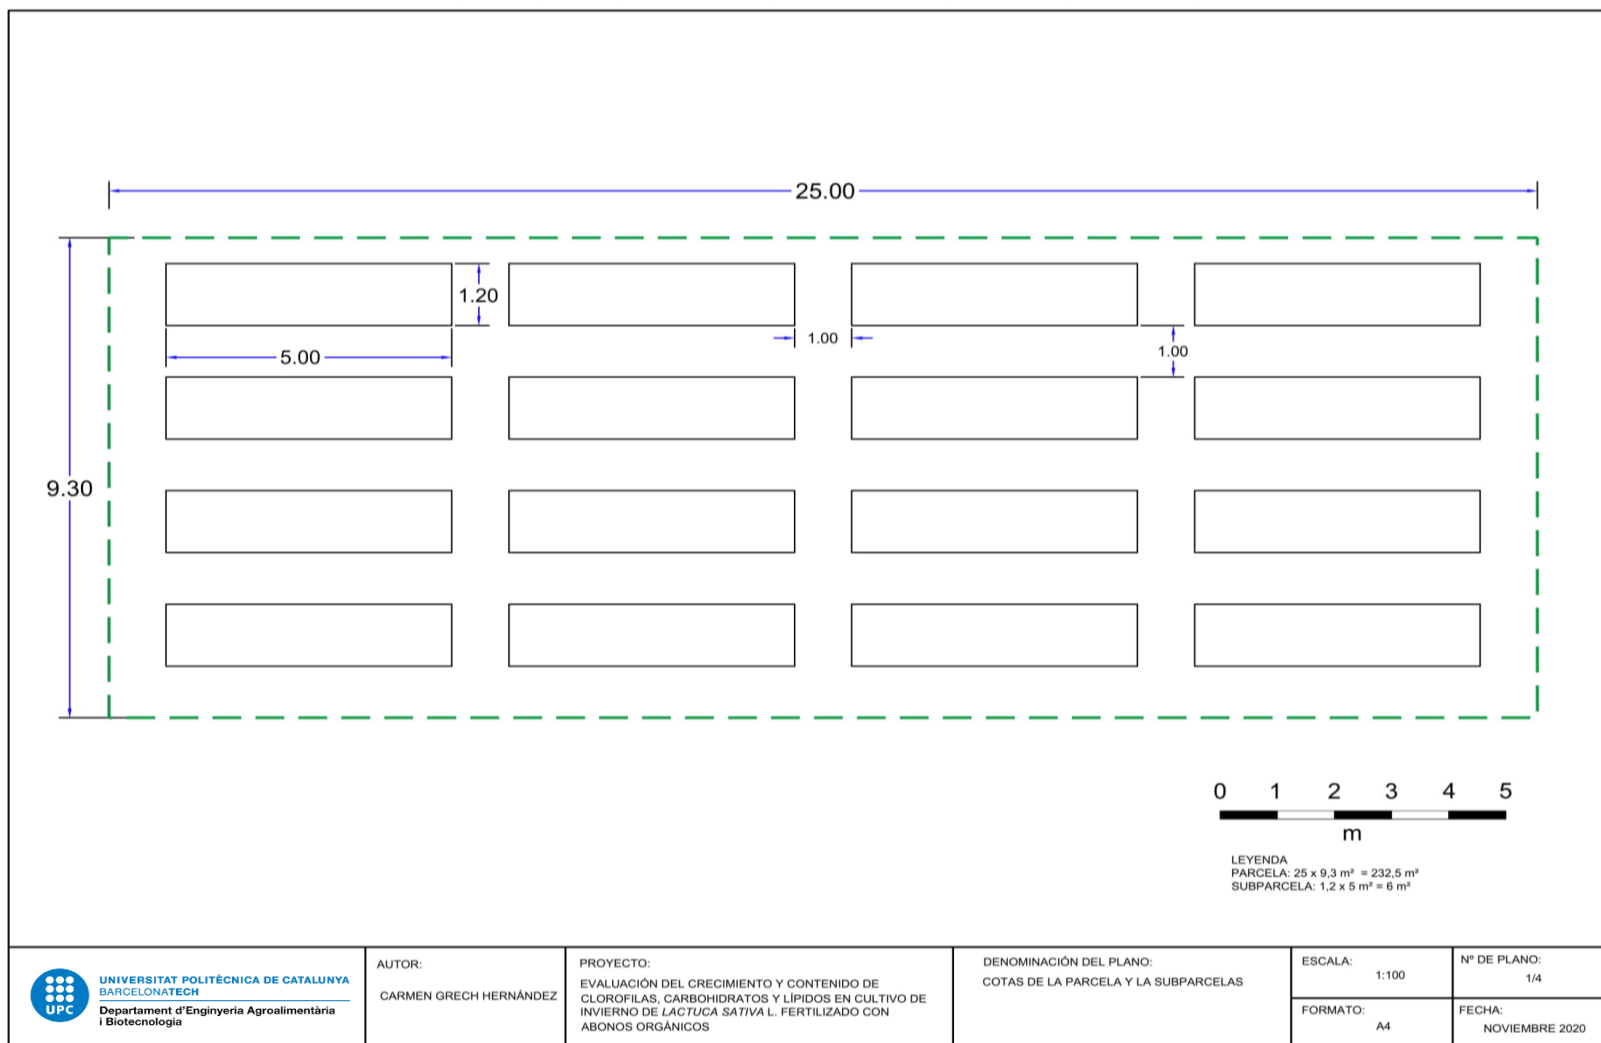 25.00
1.20
5.00
1.00
1.00
9.30
0 1 2 3 4 5
m
LEYENDA
PARCELA: 25 x 9,3 m² = 232,5 m²
SUBPARCELA: 1,2 x 5 m² = 6 m²
UPC
UNIVERSITAT POLITÈCNICA DE CATALUNYA
BARCELONATECH
Departament d'Enginyeria Agroalimentària
i Biotecnologia
AUTOR:
CARMEN GRECH HERNÁNDEZ
PROYECTO:
EVALUACIÓN DEL CRECIMIENTO Y CONTENIDO DE
CLOROFILAS, CARBOHIDRATOS Y LÍPIDOS EN CULTIVO DE
INVIERNO DE LACTUCA SATIVA L. FERTILIZADO CON
ABONOS ORGÁNICOS
DENOMINACIÓN DEL PLANO:
COTAS DE LA PARCELA Y LA SUBPARCELAS
ESCALA:
1:100
Nº DE PLANO:
1/4
FORMATO:
A4
FECHA:
NOVIEMBRE 2020